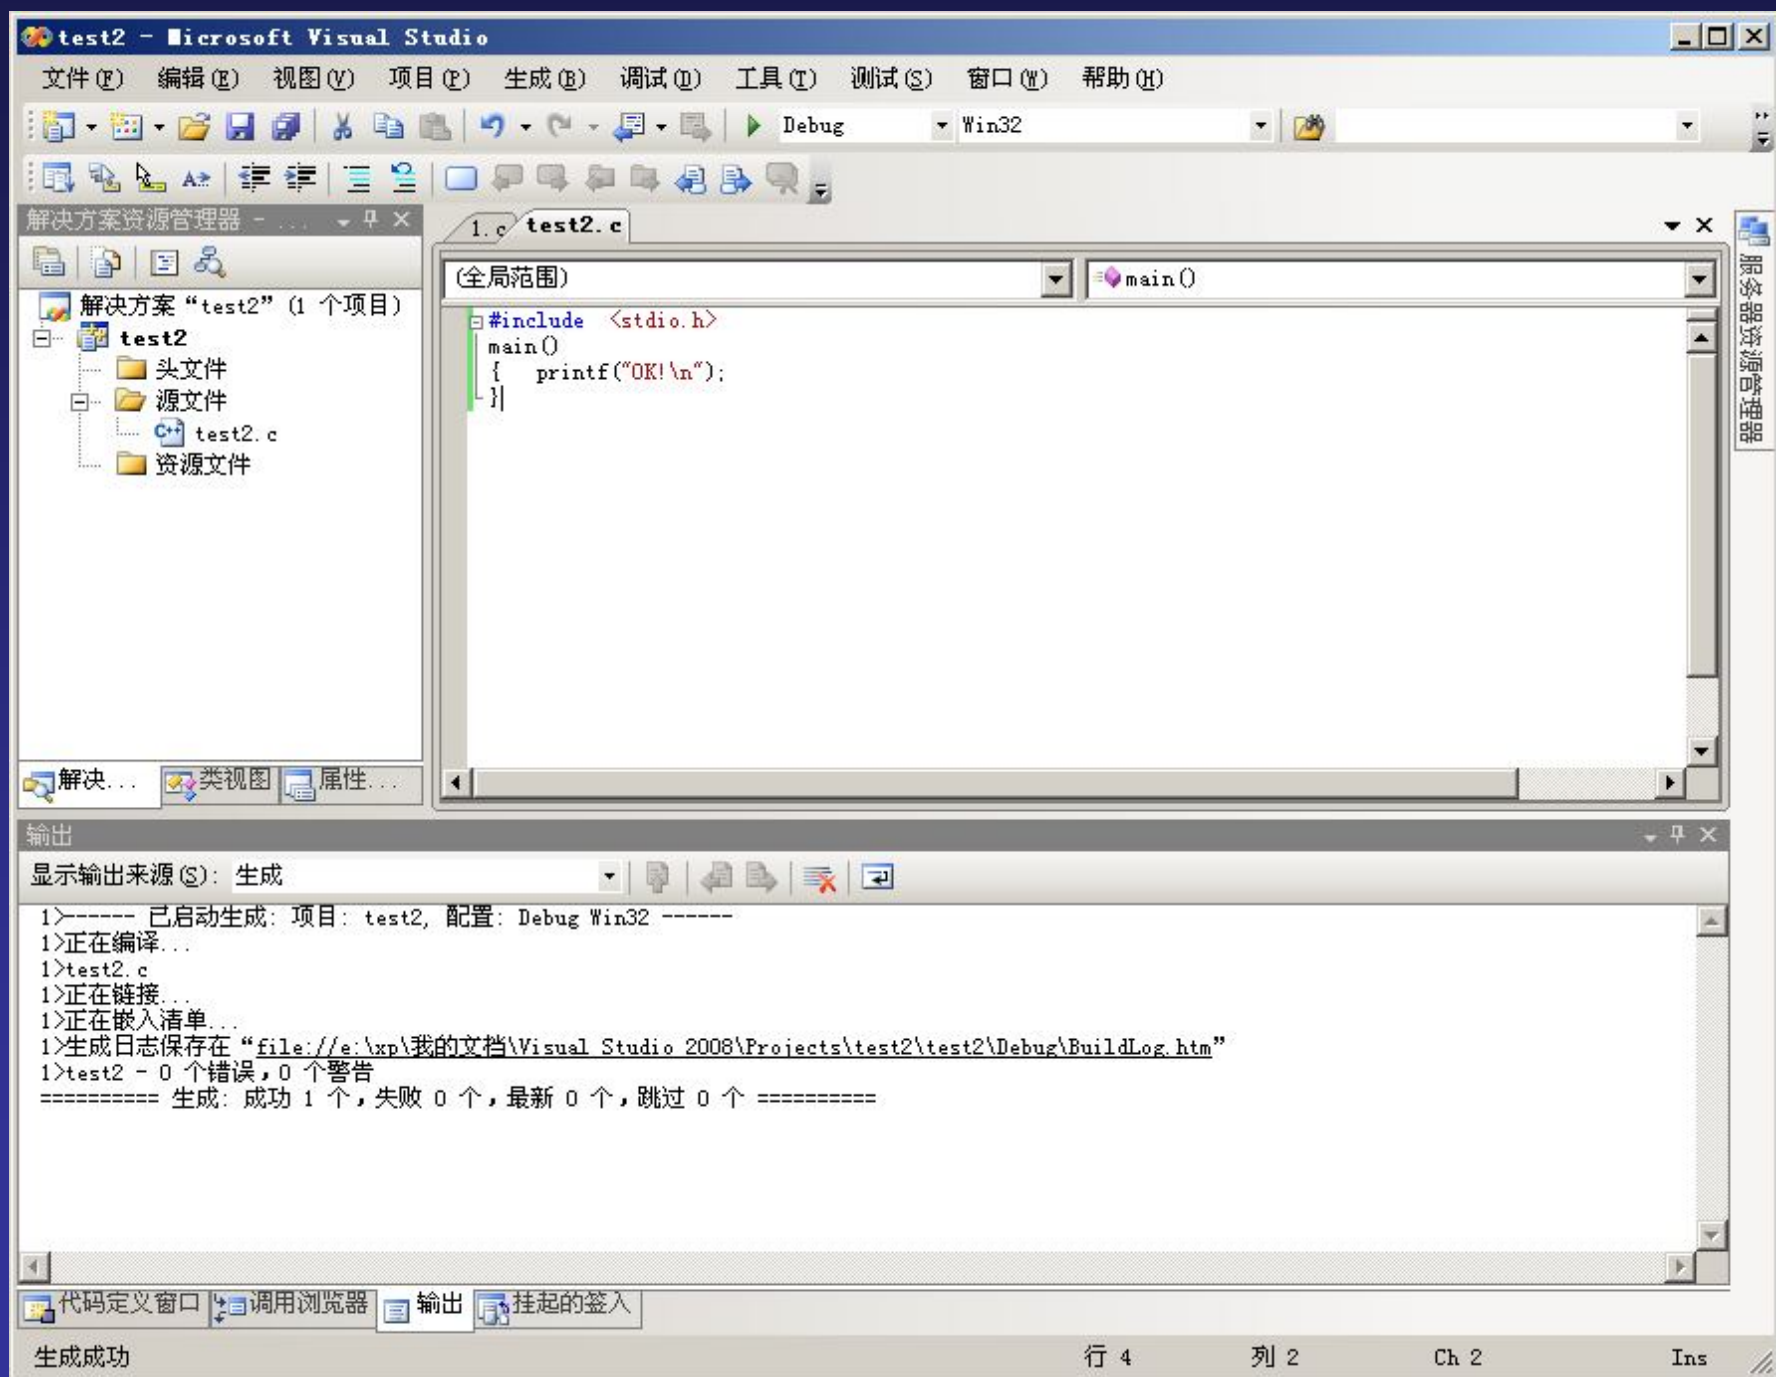 test2 - Microsoft Visual Studio
文件(F) 编辑(E) 视图(V) 项目(P) 生成(B) 调试(D) 工具(T) 测试(S) 窗口(W) 帮助(H)
Debug Win32
解决方案资源管理器 - ...
解决方案“test2” (1 个项目)
test2
头文件
源文件
test2.c
资源文件
解决... 类视图 属性...
1.c test2.c
(全局范围) main()
#include <stdio.h>
main()
{ printf("OK!\n");
}
服务器资源管理器
输出
显示输出来源(S): 生成
1>------ 已启动生成: 项目: test2, 配置: Debug Win32 ------
1>正在编译...
1>test2.c
1>正在链接...
1>正在嵌入清单...
1>生成日志保存在“file://e:\xp\我的文档\Visual Studio 2008\Projects\test2\test2\Debug\BuildLog.htm”
1>test2 - 0 个错误，0 个警告
========== 生成: 成功 1 个，失败 0 个，最新 0 个，跳过 0 个 ==========
代码定义窗口 调用浏览器 输出 挂起的签入
生成成功 行 4 列 2 Ch 2 Ins